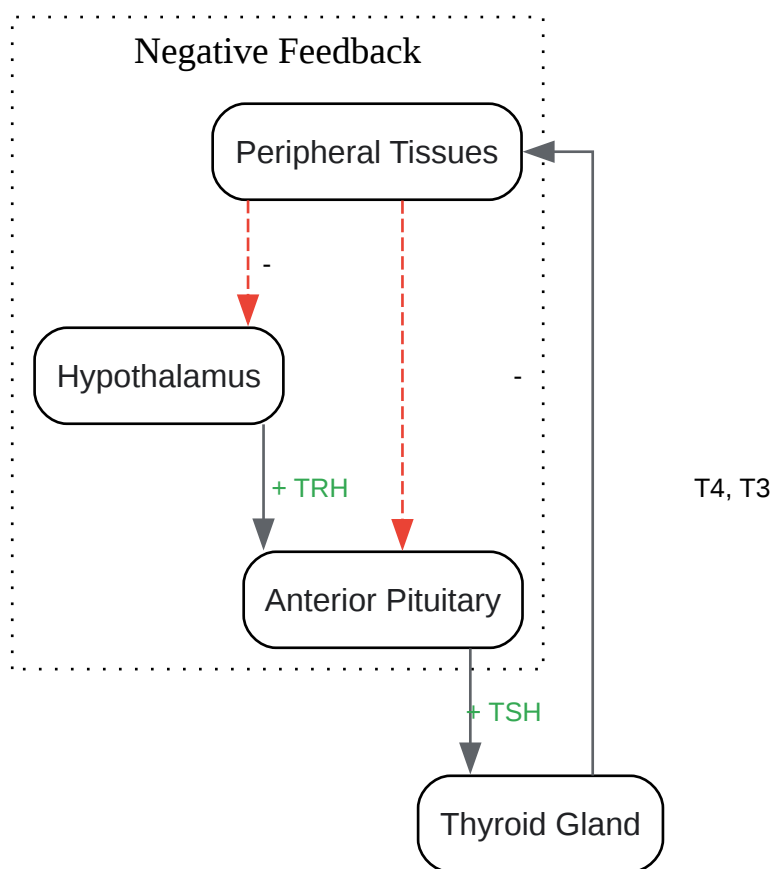 Negative Feedback
Peripheral Tissues
-
Hypothalamus
-
+ TRH
T4, T3
Anterior Pituitary
+ TSH
Thyroid Gland